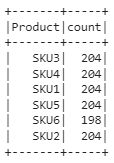 +-------+-----+
|Product|count|
+-------+-----+
|   SKU3|  204|
|   SKU4|  204|
|   SKU1|  204|
|   SKU5|  204|
|   SKU6|  198|
|   SKU2|  204|
+-------+-----+